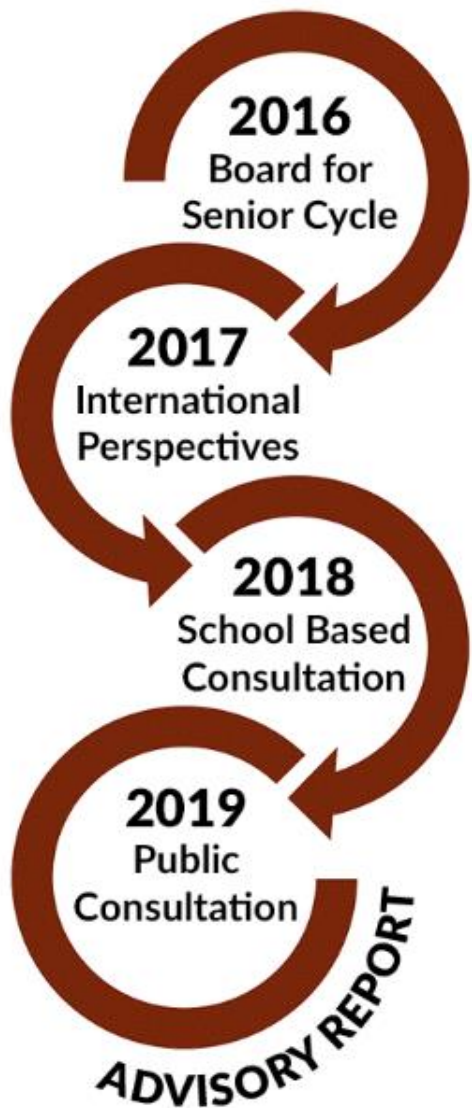 2016
Board for
Senior Cycle
2017
International
Perspectives
2018
School Based
Consultation
2019
Public
Consultation
ADVISORY REPORT